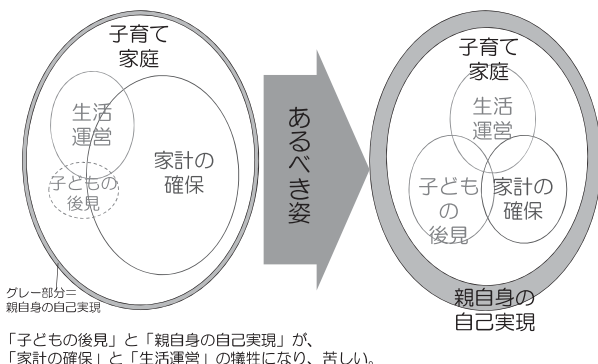 子育て
家庭
生活
運営
子どもの
後見
家計の
確保
グレー部分＝
親自身の自己実現
あるべき姿
子育て
家庭
生活
運営
子ども
の
後見
家計の
確保
親自身の
自己実現
「子どもの後見」と「親自身の自己実現」が、
「家計の確保」と「生活運営」の犠牲になり、苦しい。